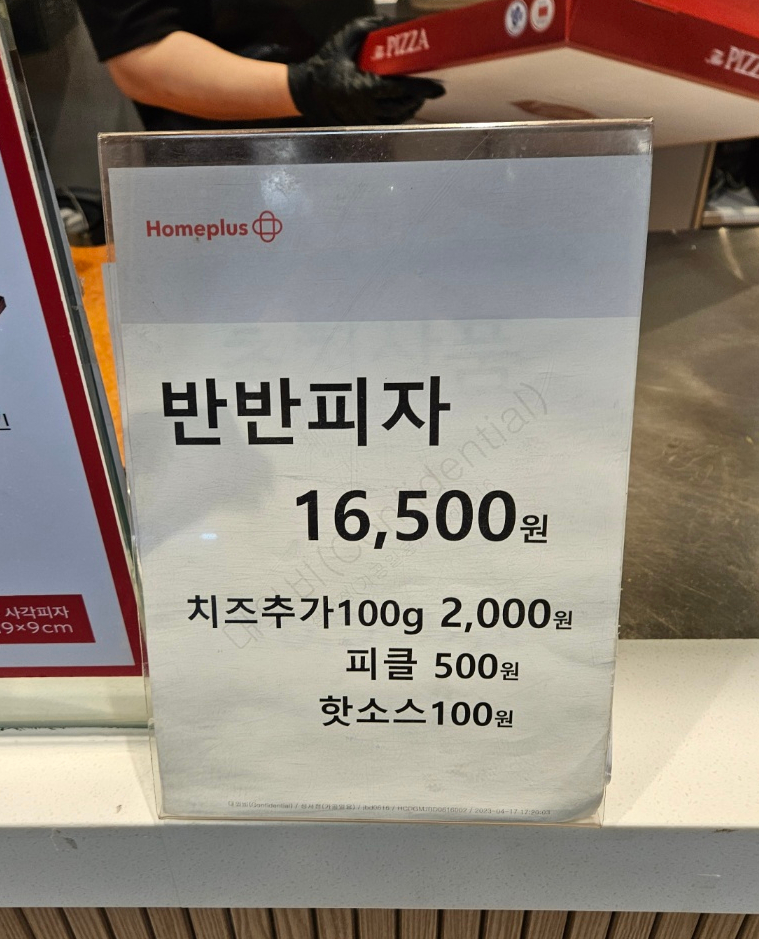 PIZZA
PIZZ
Homeplus
반반피자
16,500원
치즈추가100g 2,000원
피클 500원
핫소스100원
사각피자
9×9cm
(Confidential)